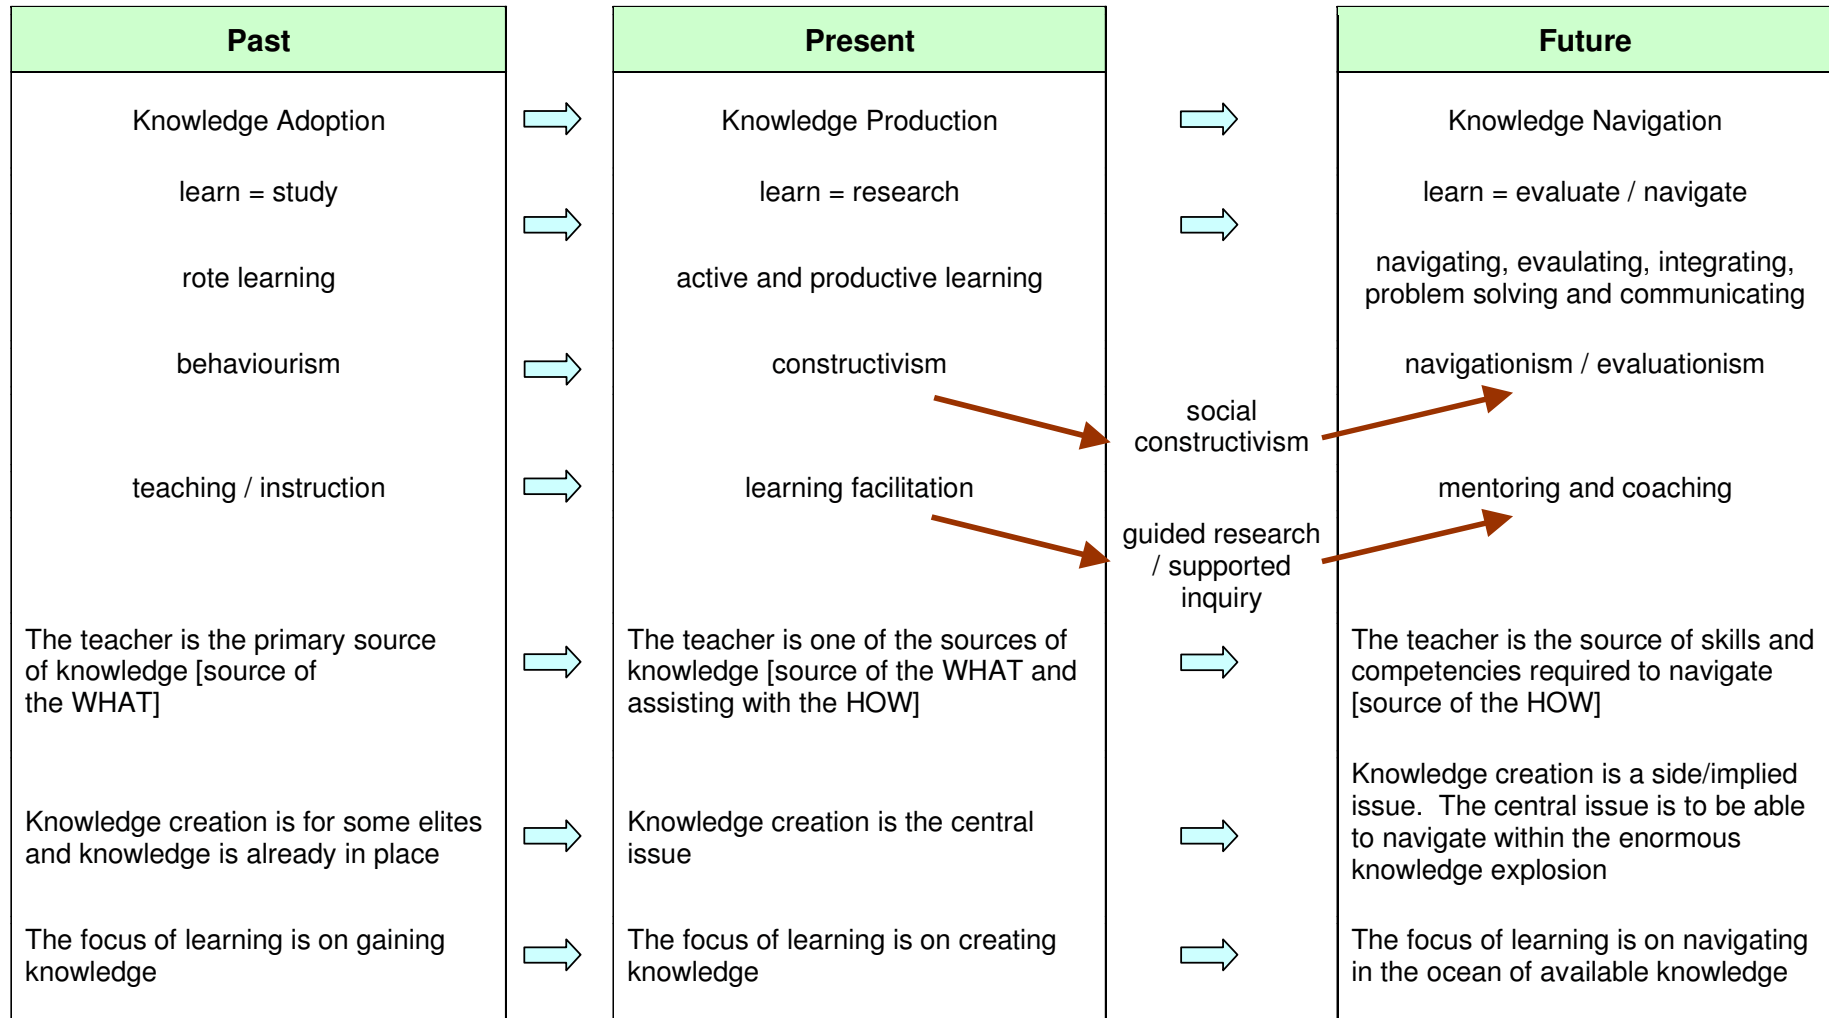 Past
Present
Future
Knowledge Adoption
Knowledge Production
Knowledge Navigation
learn = study
learn = research
learn = evaluate / navigate
rote learning
active and productive learning
navigating, evaulating, integrating,
problem solving and communicating
behaviourism
constructivism
navigationism / evaluationism
social
constructivism
teaching / instruction
learning facilitation
mentoring and coaching
guided research
/ supported
inquiry
The teacher is the primary source
of knowledge [source of
the WHAT]
The teacher is one of the sources of
knowledge [source of the WHAT and
assisting with the HOW]
The teacher is the source of skills and
competencies required to navigate
[source of the HOW]
Knowledge creation is for some elites
and knowledge is already in place
Knowledge creation is the central
issue
Knowledge creation is a side/implied
issue.  The central issue is to be able
to navigate within the enormous
knowledge explosion
The focus of learning is on gaining
knowledge
The focus of learning is on creating
knowledge
The focus of learning is on navigating
in the ocean of available knowledge